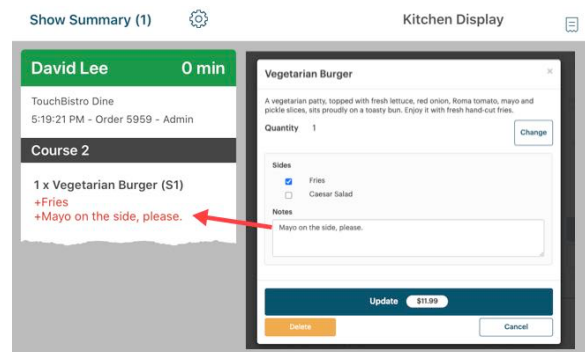 Show Summary (1)
Kitchen Display
David Lee 0 min
TouchBistro Dine
5:19:21 PM - Order 5959 - Admin
Course 2
1 x Vegetarian Burger (S1)
+Fries
+Mayo on the side, please.
Vegetarian Burger ×
A vegetarian patty, topped with fresh lettuce, red onion, Roma tomato, mayo and
pickle slices, sits proudly on a toasty bun. Enjoy it with fresh hand-cut fries.
Quantity 1
Change
Sides
Fries
Caesar Salad
Notes
Mayo on the side, please.
Update $11.99
Delete
Cancel